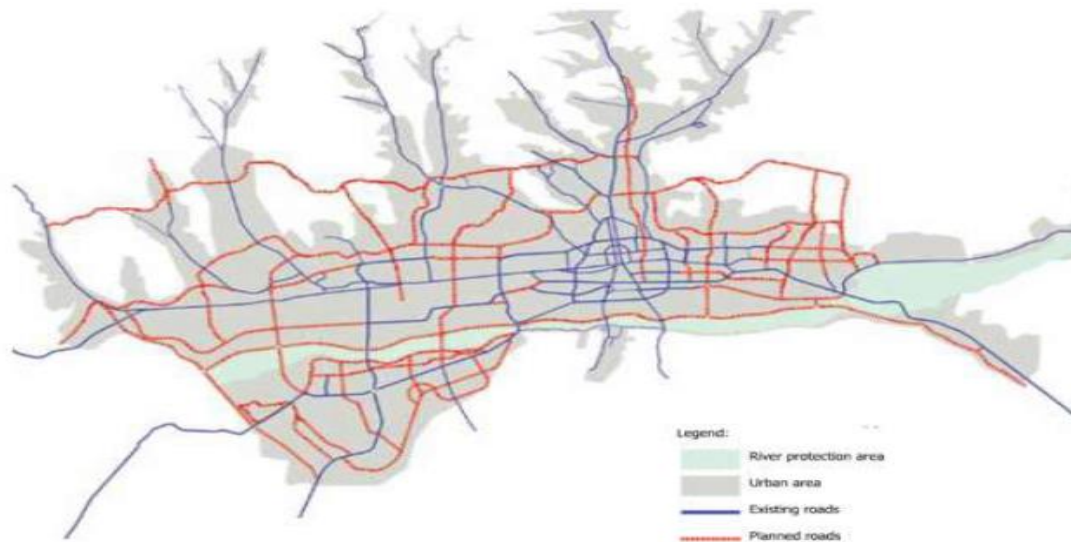 Legend:
River protection area
Urban area
Existing roads
Planned roads